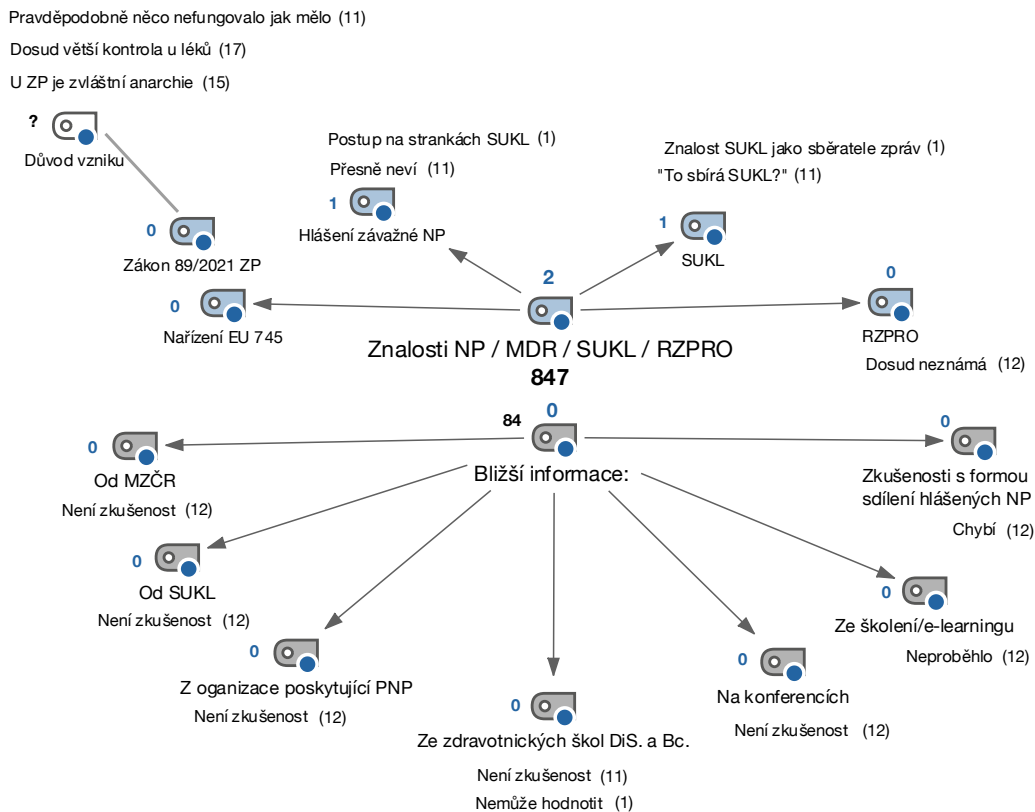 Pravděpodobně něco nefungovalo jak mělo (11)
Dosud větší kontrola u léků (17)
U ZP je zvláštní anarchie (15)
?
Důvod vzniku
Postup na strankách SUKL (1)
Přesně neví (11)
1
Hlášení závažné NP
Znalost SUKL jako sběratele zpráv (1)
"To sbírá SUKL?" (11)
1
SUKL
0
Zákon 89/2021 ZP
0
Nařízení EU 745
2
Znalosti NP / MDR / SUKL / RZPRO
847
0
RZPRO
Dosud neznámá (12)
84
0
Bližší informace:
0
Od MZČR
Není zkušenost (12)
0
Zkušenosti s formou
sdílení hlášených NP
Chybí (12)
0
Od SUKL
Není zkušenost (12)
0
Ze školení/e-learningu
Neproběhlo (12)
0
Z oganizace poskytující PNP
Není zkušenost (12)
0
Na konferencích
Není zkušenost (12)
0
Ze zdravotnických škol DiS. a Bc.
Není zkušenost (11)
Nemůže hodnotit (1)